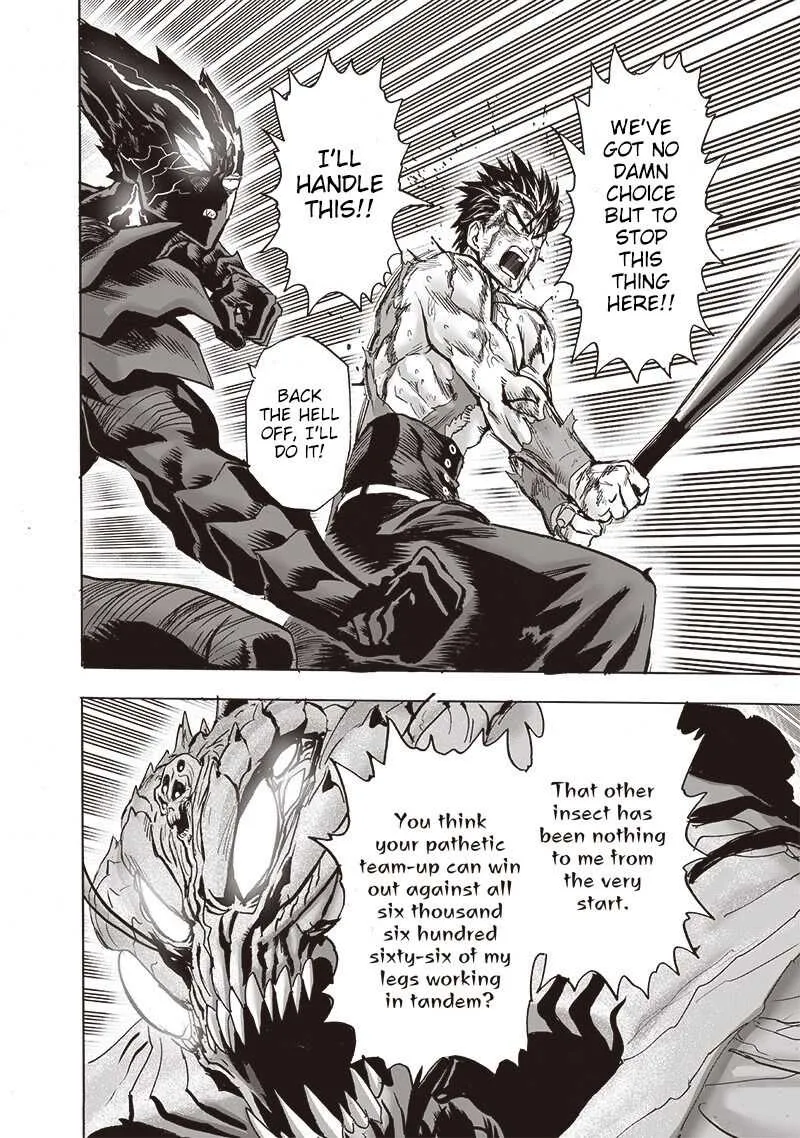 WE'VE
GOT NO
DAMN
CHOICE
BUT TO
STOP
THIS
THING
HERE!!
I'LL
HANDLE
THIS!!
BACK
THE HELL
OFF, I'LL
DO IT!
That other
insect has
been nothing
to me from
the very
start.
You think
your pathetic
team-up can win
out against all
six thousand
six hundred
sixty-six of my
legs working
in tandem?